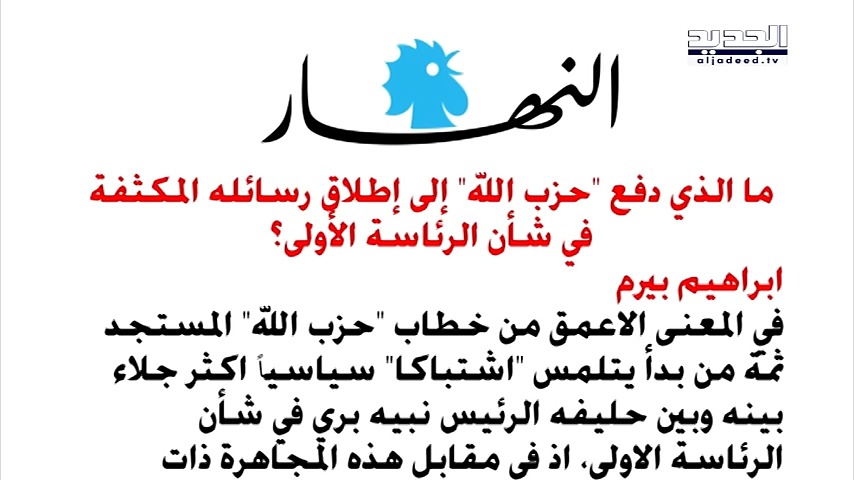 الجديد
aljadeed.tv
النهار
ما الذي دفع "حزب الله" إلى إطلاق رسائله المكثفة
في شأن الرئاسة الأولى؟
ابراهيم بيرم
في المعنى الاعمق من خطاب "حزب الله" المستجد
ثمة من بدأ يتلمس "اشتباكا" سياسياً اكثر جلاء
بينه وبين حليفه الرئيس نبيه بري في شأن
الرئاسة الاولى، اذ في مقابل هذه المجاهرة ذات